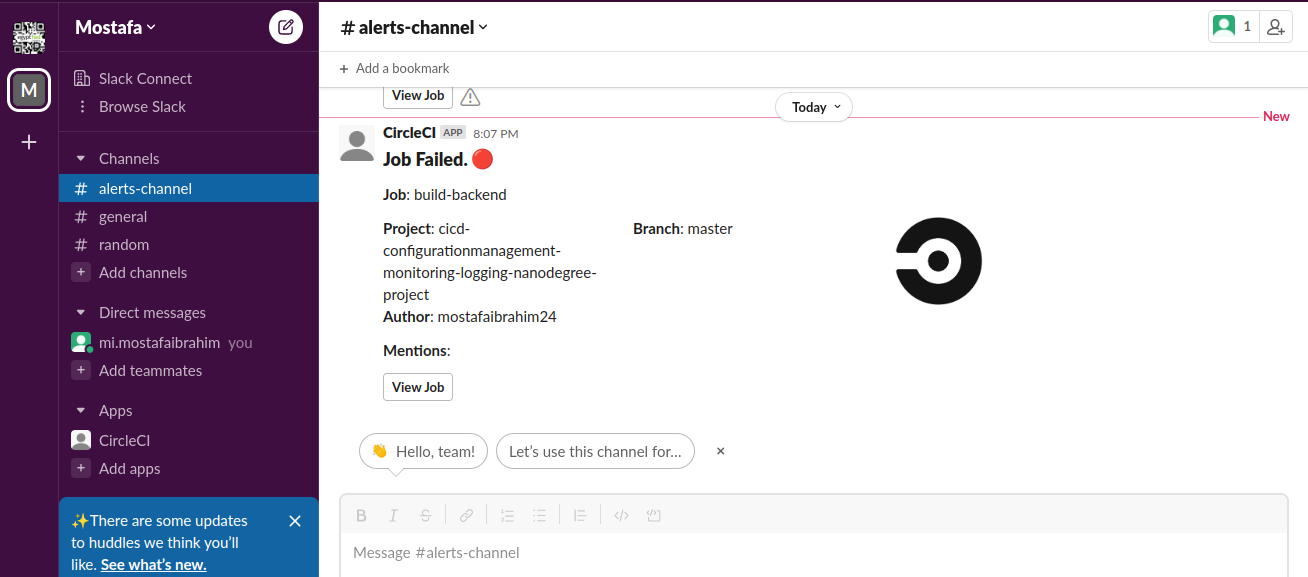 Mostafa
M
Slack Connect
Browse Slack
Channels
# alerts-channel
# general
# random
+ Add channels
Direct messages
mi.mostafaibrahim you
+ Add teammates
Apps
CircleCI
+ Add apps
✨There are some updates
to huddles we think you’ll
like. See what’s new.
# alerts-channel
1
+ Add a bookmark
View Job
Today
New
CircleCI APP 8:07 PM
Job Failed. 🔴
Job: build-backend
Project: cicd-
configurationmanagement-
monitoring-logging-nanodegree-
project
Branch: master
Author: mostafaibrahim24
Mentions:
View Job
👋 Hello, team!
Let’s use this channel for...
B I S
Message #alerts-channel